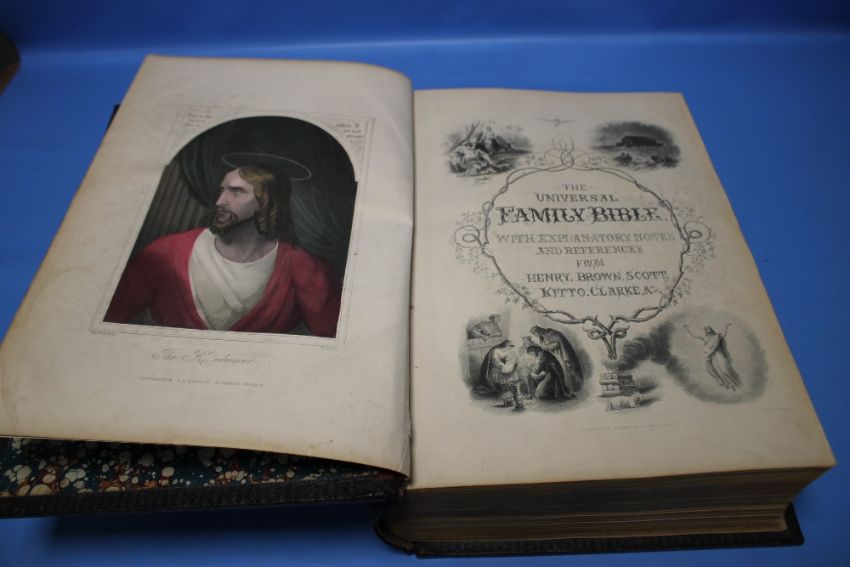 The Redeemer.
THE
UNIVERSAL
FAMILY BIBLE,
WITH EXPLANATORY NOTES
AND REFERENCES
FROM
HENRY, BROWN, SCOTT,
KITTO, CLARKE, &c.